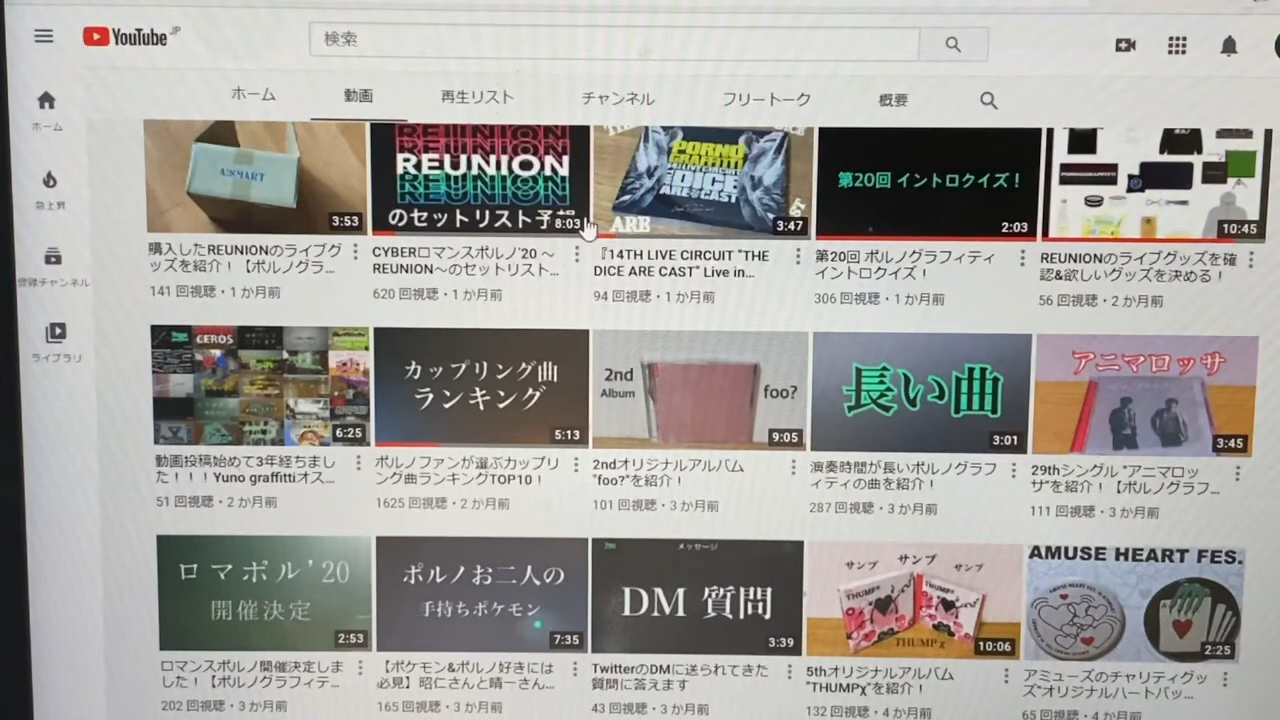 YouTube JP
検索
ホーム
急上昇
登録チャンネル
ライブラリ
ホーム 動画 再生リスト チャンネル フリートーク 概要
A!SMART
3:53
購入したREUNIONのライブグ
ッズを紹介！【ポルノグラ...
141 回視聴・1 か月前
REUNION
REUNION
REUNION
のセットリスト予想
8:03
CYBERロマンスポルノ'20 ～
REUNION～のセットリスト...
620 回視聴・1 か月前
PORNO
GRAFFITTI
DICE
ARE CAST
ARE
3:47
『14TH LIVE CIRCUIT "THE
DICE ARE CAST" Live in...
94 回視聴・1 か月前
第20回 イントロクイズ！
2:03
第20回 ポルノグラフィティ
イントロクイズ！
306 回視聴・1 か月前
10:45
REUNIONのライブグッズを確
認&欲しいグッズを決める！
56 回視聴・2 か月前
CEROS
6:25
動画投稿始めて3年経ちまし
た！！！Yuno graffittiオス...
51 回視聴・2 か月前
カップリング曲
ランキング
5:13
ポルノファンが選ぶカップリ
ング曲ランキングTOP10！
1625 回視聴・2 か月前
2nd
Album
foo?
9:05
2ndオリジナルアルバム
"foo?"を紹介！
101 回視聴・3 か月前
長い曲
3:01
演奏時間が長いポルノグラフ
ィティの曲を紹介！
287 回視聴・3 か月前
アニマロッサ
3:45
29thシングル "アニマロッ
サ"を紹介！【ポルノグラフ...
111 回視聴・3 か月前
ロマポル'20
開催決定
2:53
ロマンスポルノ開催決定しま
した！【ポルノグラフィテ...
202 回視聴・3 か月前
ポルノお二人の
手持ちポケモン
7:35
【ポケモン&ポルノ好きには
必見】昭仁さんと晴一さん...
165 回視聴・3 か月前
メッセージ
DM 質問
3:39
TwitterのDMに送られてきた
質問に答えます
43 回視聴・3 か月前
サンプ サンプ サンプ
THUMPχ
THUMPχ
10:06
5thオリジナルアルバム
"THUMPχ"を紹介！
132 回視聴・4 か月前
AMUSE HEART FES.
2:25
アミューズのチャリティグッ
ズ"オリジナルハートバッ...
65 回視聴・4 か月前